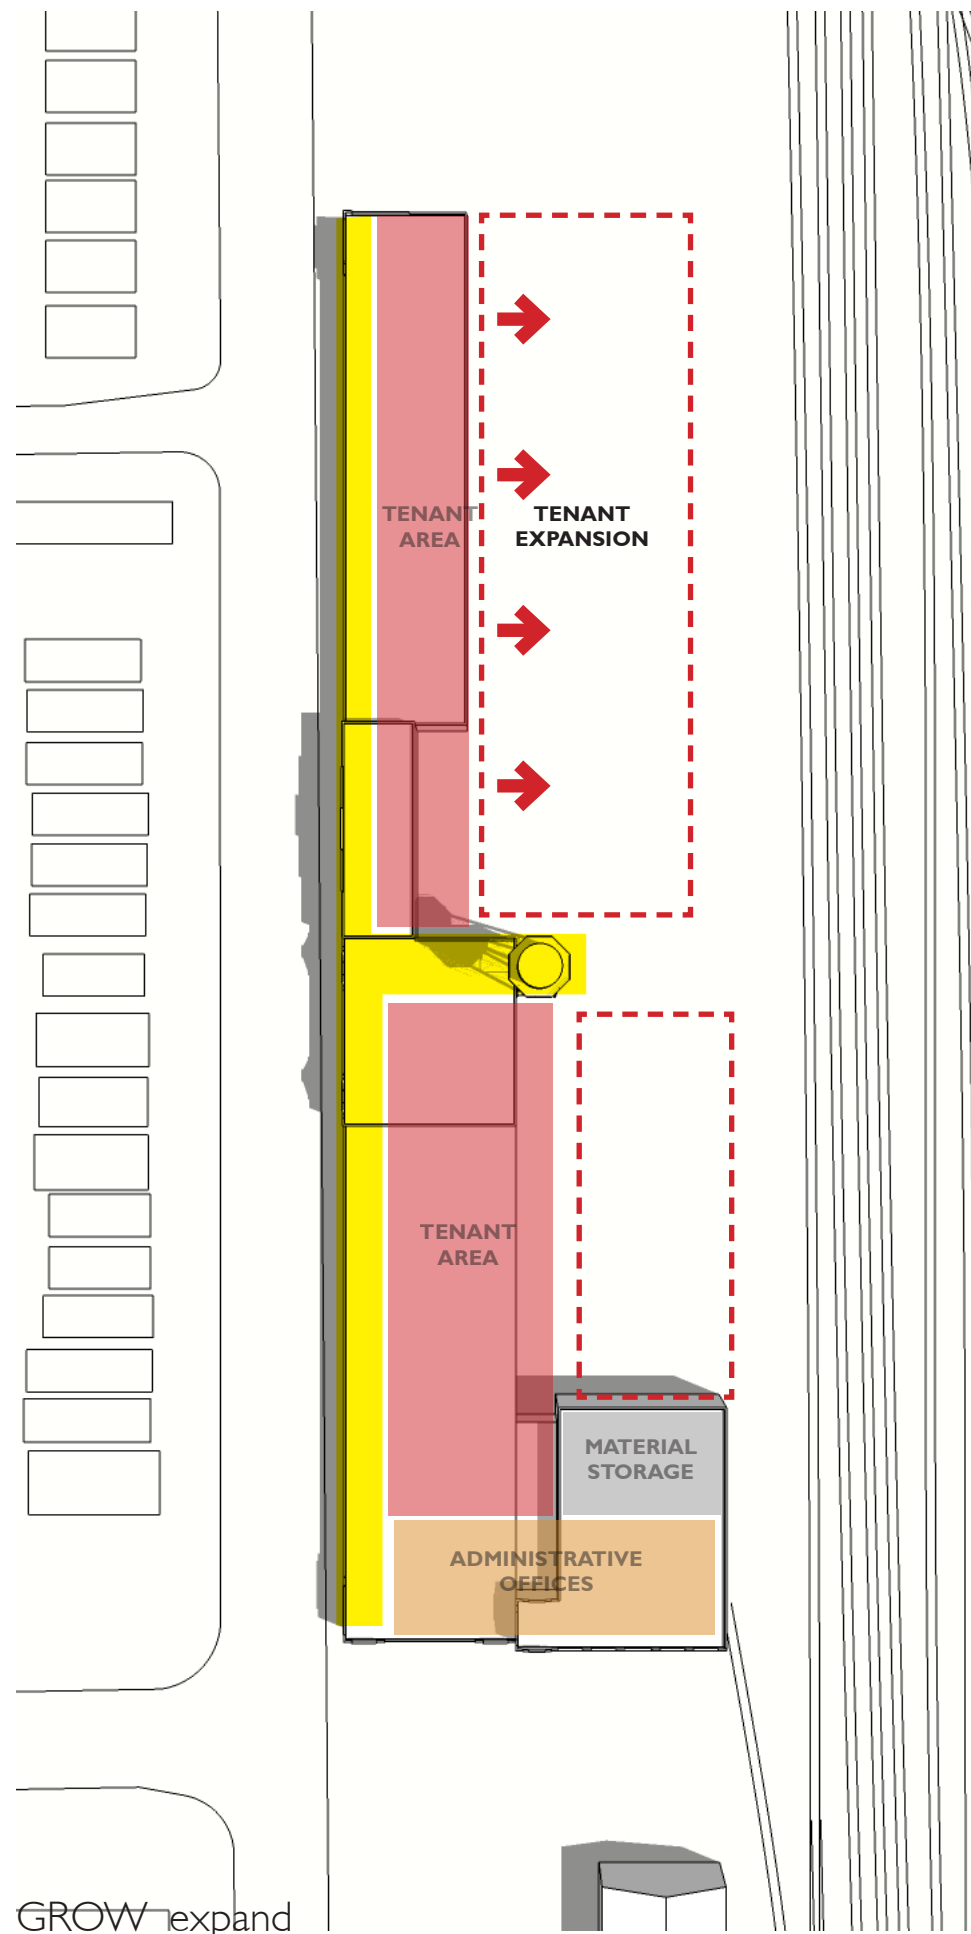 TENANT
AREA
TENANT
EXPANSION
TENANT
AREA
MATERIAL
STORAGE
ADMINISTRATIVE
OFFICES
GROW expand